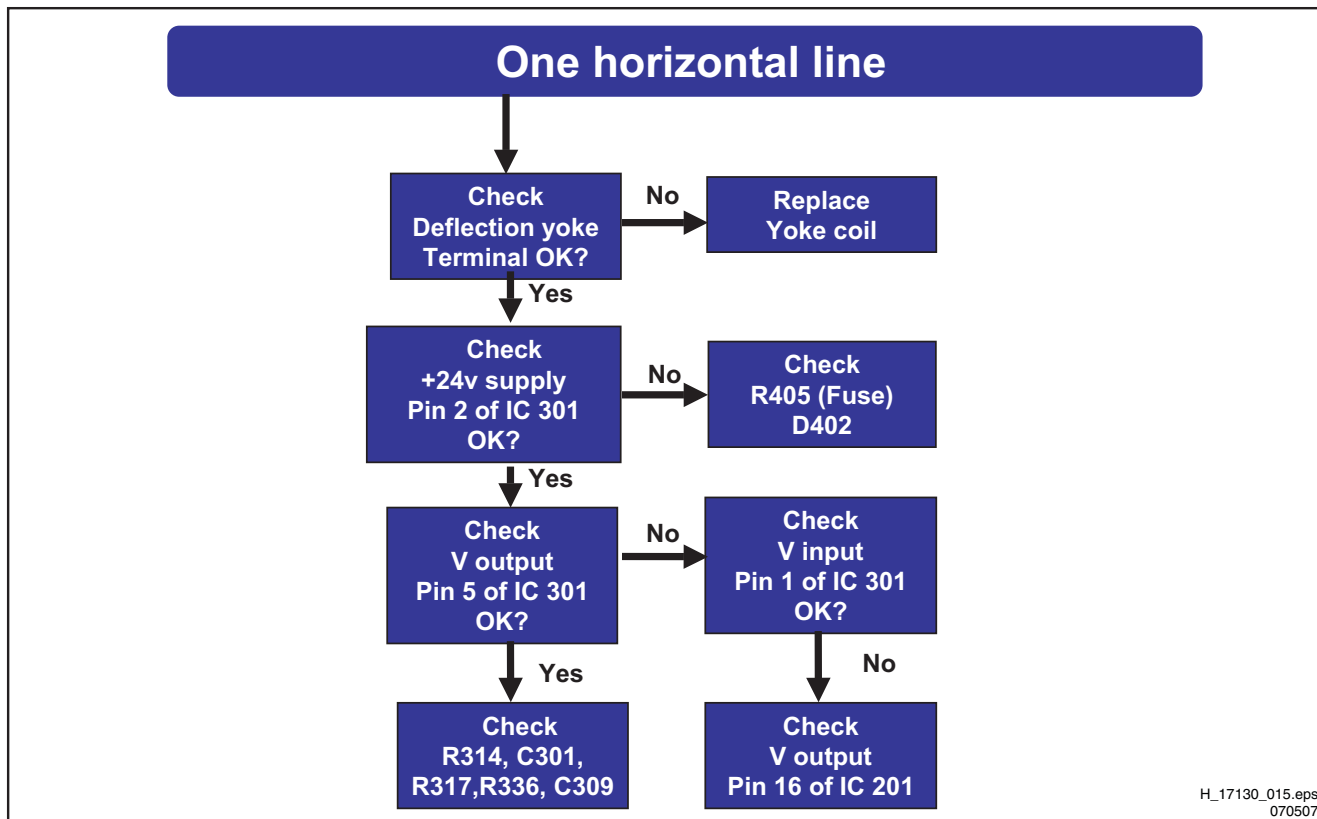 One horizontal line
Check
Deflection yoke
Terminal OK?
No
Replace
Yoke coil
Yes
Check
+24v supply
Pin 2 of IC 301
OK?
No
Check
R405 (Fuse)
D402
Yes
Check
V output
Pin 5 of IC 301
OK?
No
Check
V input
Pin 1 of IC 301
OK?
Yes
No
Check
R314, C301,
R317,R336, C309
Check
V output
Pin 16 of IC 201
H_17130_015.eps
070507